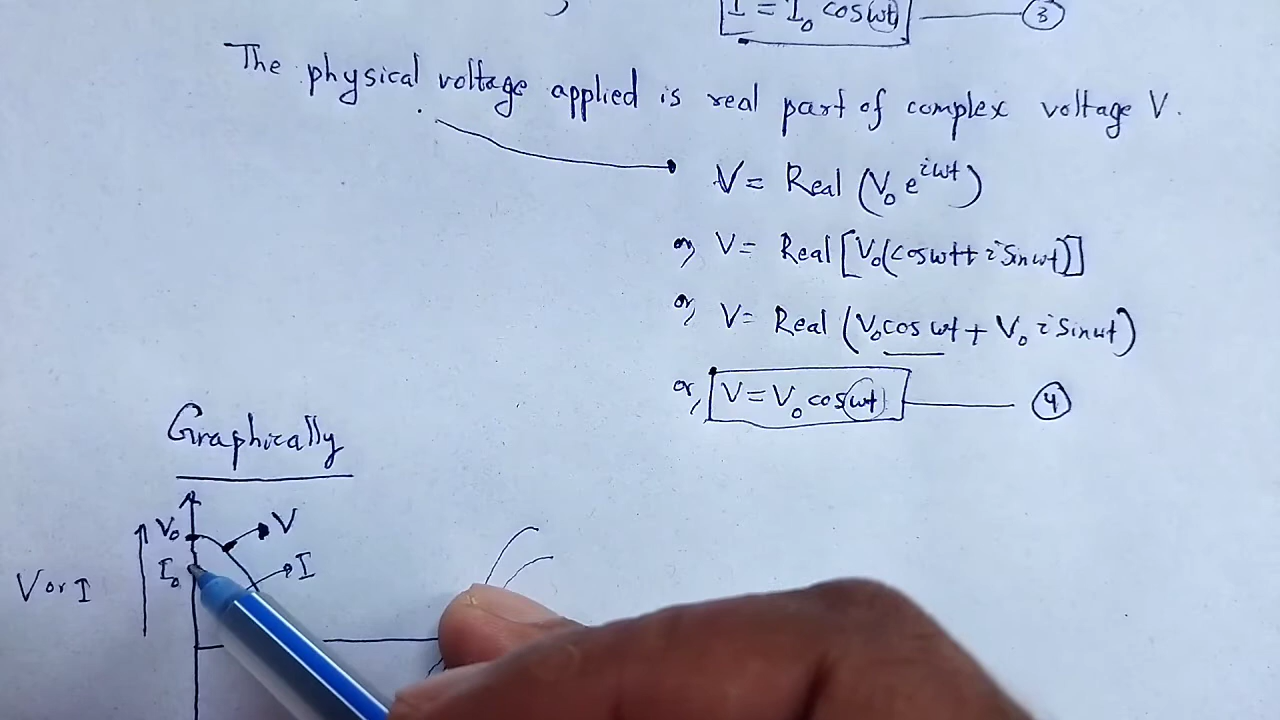 I = I₀ cos(ωt) 3
The physical voltage applied is real part of complex voltage V.
V = Real (V₀ e^{iωt})
or, V = Real [V₀(cosωt + i Sinωt)]
or, V = Real (V₀cos ωt + V₀ i Sinωt)
or, V = V₀ cos(ωt) 4
Graphically
V₀ V
I₀ I
V or I